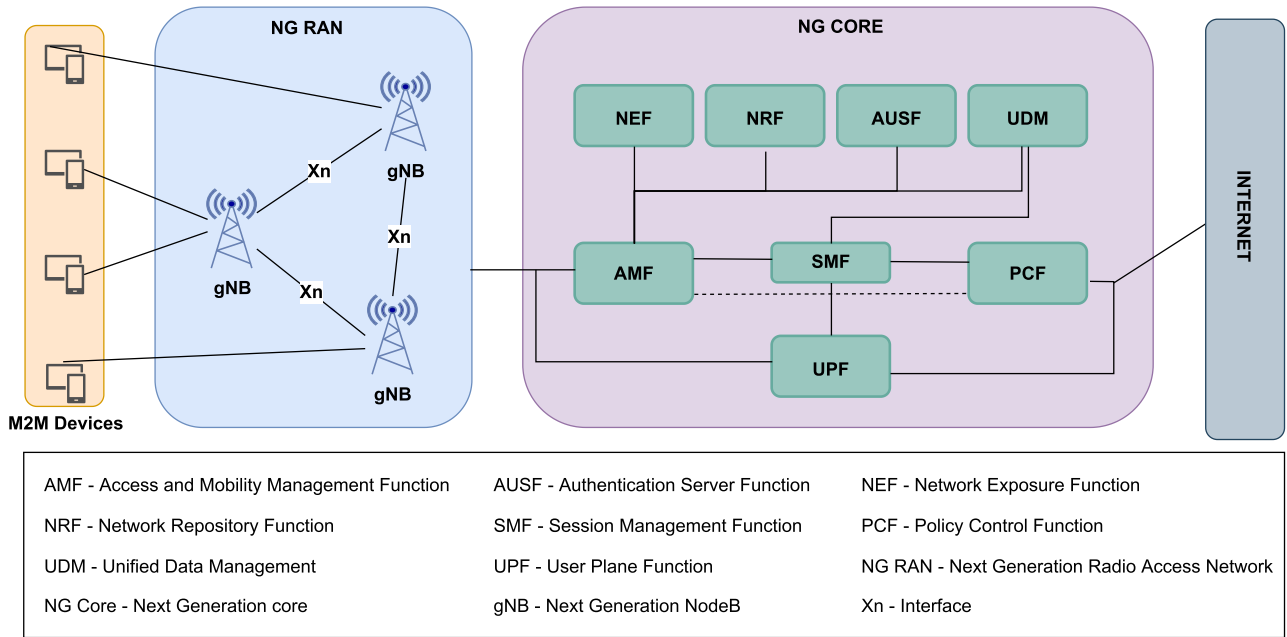 NG RAN
NG CORE
NEF
NRF
AUSF
UDM
gNB
Xn
gNB
Xn
Xn
gNB
AMF
SMF
PCF
UPF
INTERNET
M2M Devices
AMF - Access and Mobility Management Function
AUSF - Authentication Server Function
NEF - Network Exposure Function
NRF - Network Repository Function
SMF - Session Management Function
PCF - Policy Control Function
UDM - Unified Data Management
UPF - User Plane Function
NG RAN - Next Generation Radio Access Network
NG Core - Next Generation core
gNB - Next Generation NodeB
Xn - Interface